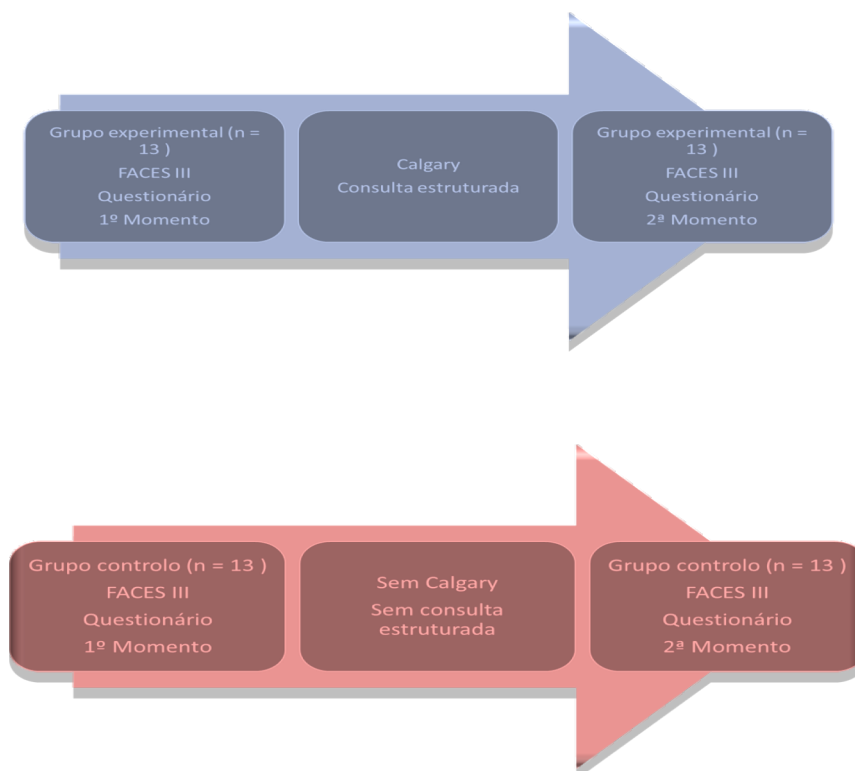 Grupo experimental (n =
13 )
FACES III
Questionário
1º Momento
Calgary
Consulta estruturada
Grupo experimental (n =
13 )
FACES III
Questionário
2ª Momento
Grupo controlo (n = 13 )
FACES III
Questionário
1º Momento
Sem Calgary
Sem consulta
estruturada
Grupo controlo (n = 13 )
FACES III
Questionário
2ª Momento